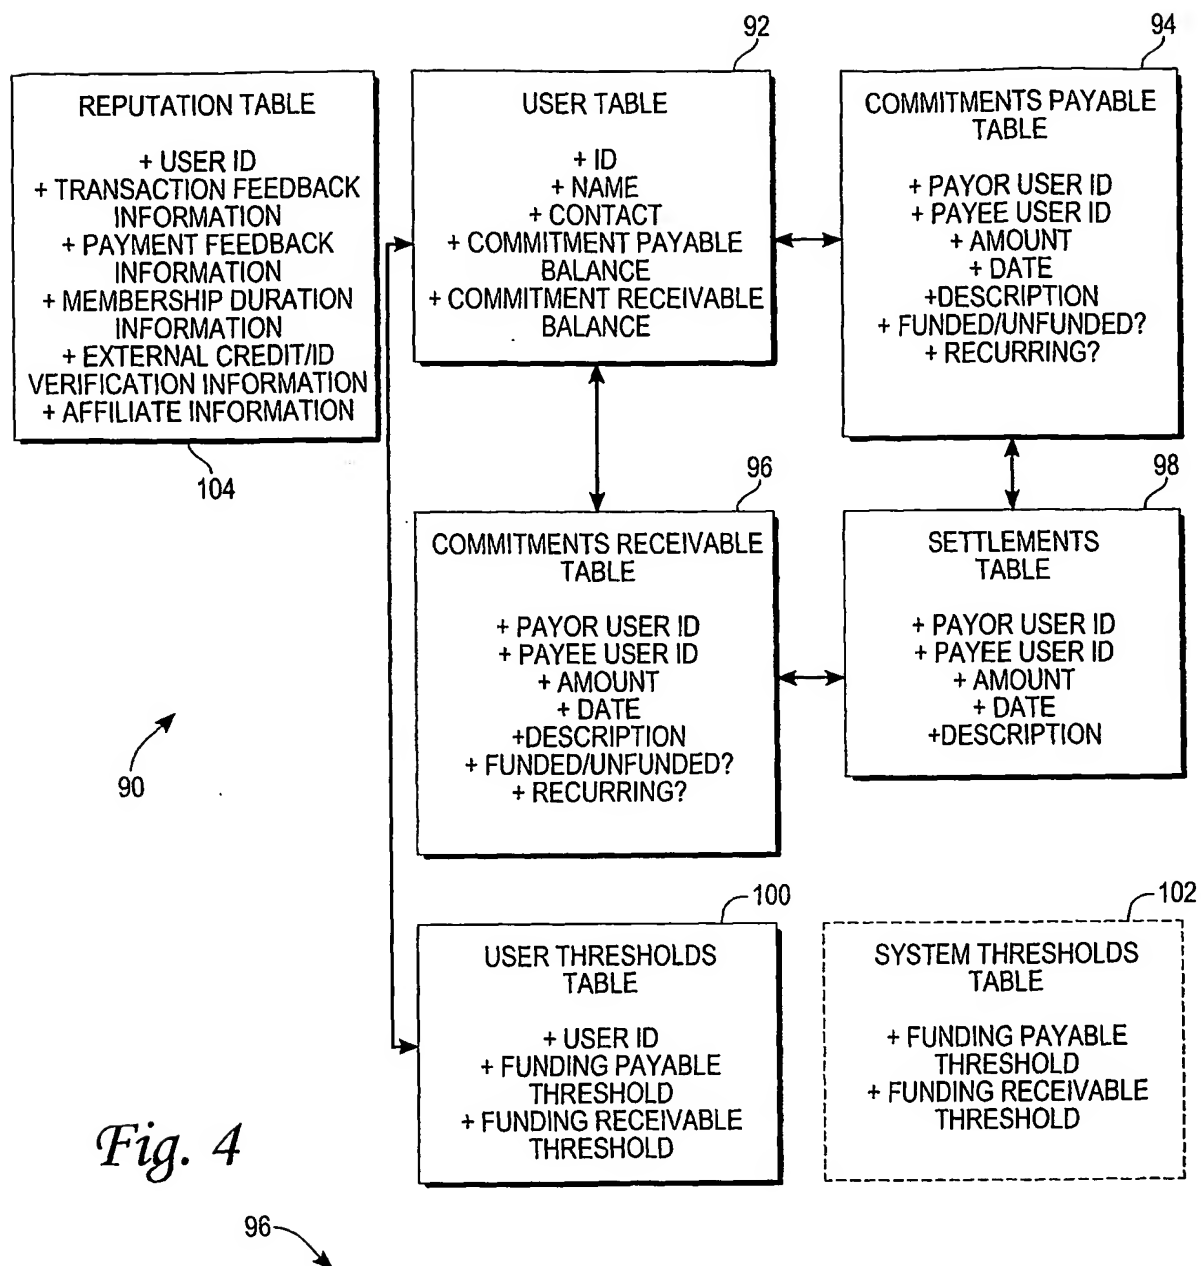 92
94
REPUTATION TABLE
+ USER ID
+ TRANSACTION FEEDBACK
INFORMATION
+ PAYMENT FEEDBACK
INFORMATION
+ MEMBERSHIP DURATION
INFORMATION
+ EXTERNAL CREDIT/ID
VERIFICATION INFORMATION
+ AFFILIATE INFORMATION
104
USER TABLE
+ ID
+ NAME
+ CONTACT
+ COMMITMENT PAYABLE
BALANCE
+ COMMITMENT RECEIVABLE
BALANCE
COMMITMENTS PAYABLE
TABLE
+ PAYOR USER ID
+ PAYEE USER ID
+ AMOUNT
+ DATE
+DESCRIPTION
+ FUNDED/UNFUNDED?
+ RECURRING?
96
98
COMMITMENTS RECEIVABLE
TABLE
+ PAYOR USER ID
+ PAYEE USER ID
+ AMOUNT
+ DATE
+DESCRIPTION
+ FUNDED/UNFUNDED?
+ RECURRING?
SETTLEMENTS
TABLE
+ PAYOR USER ID
+ PAYEE USER ID
+ AMOUNT
+ DATE
+DESCRIPTION
90
100
102
USER THRESHOLDS
TABLE
+ USER ID
+ FUNDING PAYABLE
THRESHOLD
+ FUNDING RECEIVABLE
THRESHOLD
SYSTEM THRESHOLDS
TABLE
+ FUNDING PAYABLE
THRESHOLD
+ FUNDING RECEIVABLE
THRESHOLD
Fig. 4
96